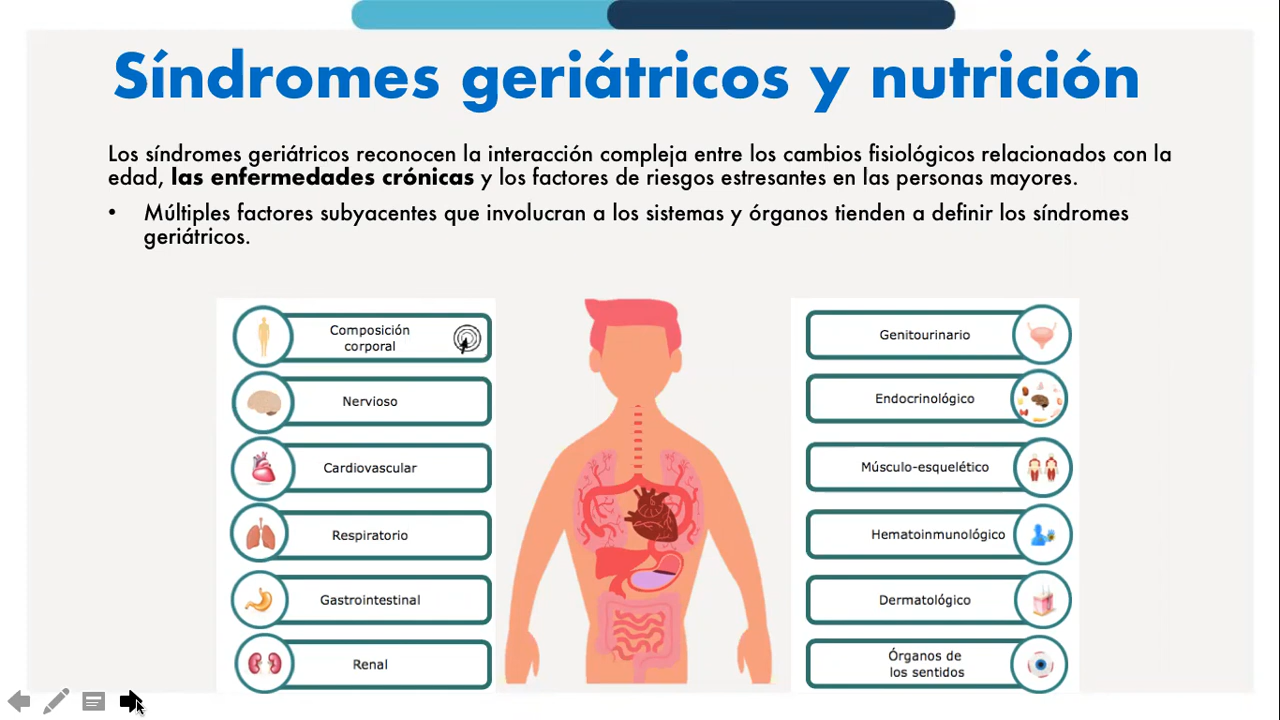 Síndromes geriátricos y nutrición
Los síndromes geriátricos reconocen la interacción compleja entre los cambios fisiológicos relacionados con la
edad, las enfermedades crónicas y los factores de riesgos estresantes en las personas mayores.
• Múltiples factores subyacentes que involucran a los sistemas y órganos tienden a definir los síndromes
geriátricos.
Composición
corporal
Nervioso
Cardiovascular
Respiratorio
Gastrointestinal
Renal
Genitourinario
Endocrinológico
Músculo-esquelético
Hematoinmunológico
Dermatológico
Órganos de
los sentidos